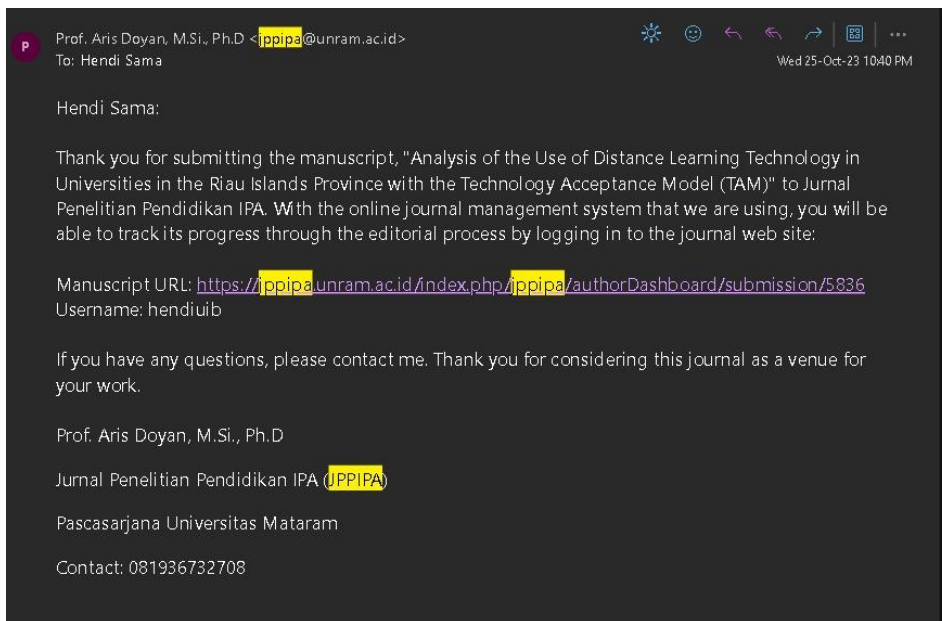 P
Prof. Aris Doyan, M.Si., Ph.D <jppipa@unram.ac.id>
To: Hendi Sama
Wed 25-Oct-23 10:40 PM
Hendi Sama:
Thank you for submitting the manuscript, "Analysis of the Use of Distance Learning Technology in
Universities in the Riau Islands Province with the Technology Acceptance Model (TAM)" to Jurnal
Penelitian Pendidikan IPA. With the online journal management system that we are using, you will be
able to track its progress through the editorial process by logging in to the journal web site:
Manuscript URL: https://jppipa.unram.ac.id/index.php/jppipa/authorDashboard/submission/5836
Username: hendiuib
If you have any questions, please contact me. Thank you for considering this journal as a venue for
your work.
Prof. Aris Doyan, M.Si., Ph.D
Jurnal Penelitian Pendidikan IPA (JPPIPA)
Pascasarjana Universitas Mataram
Contact: 081936732708